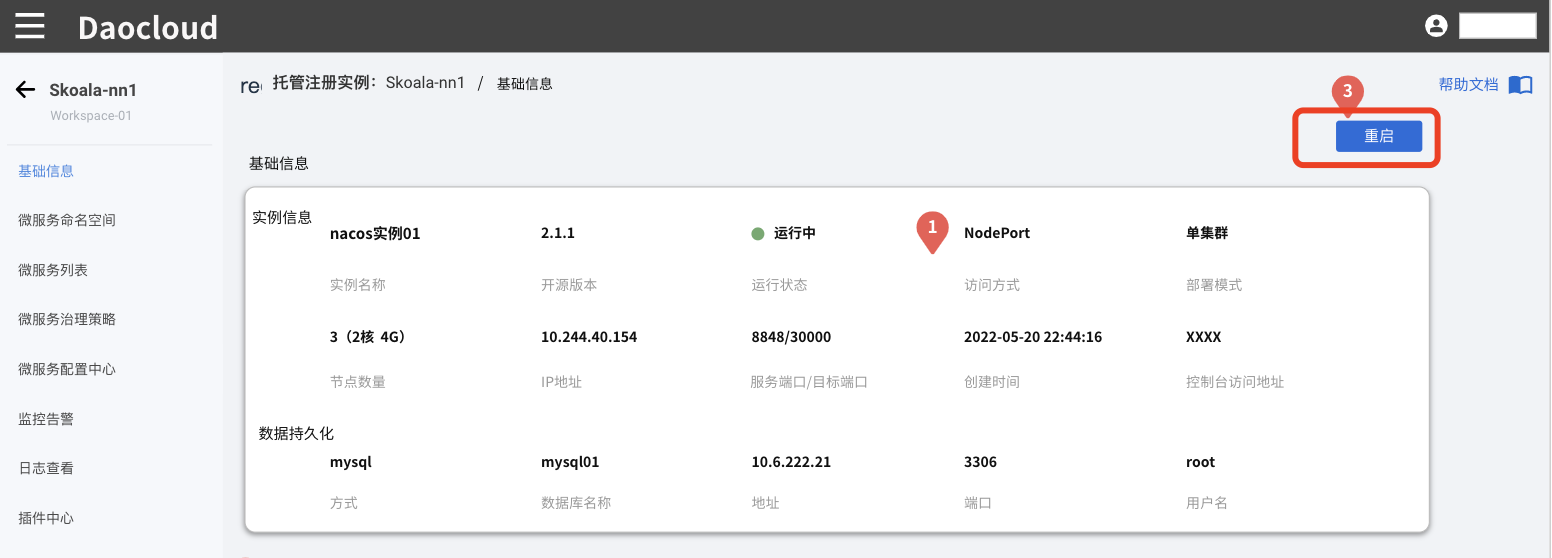 Daocloud
Skoala-nn1
Workspace-01
基础信息
微服务命名空间
微服务列表
微服务治理策略
微服务配置中心
监控告警
日志查看
插件中心
re 托管注册实例：Skoala-nn1 / 基础信息
帮助文档
3
重启
基础信息
实例信息
nacos实例01 2.1.1 运行中 1 NodePort 单集群
实例名称 开源版本 运行状态 访问方式 部署模式
3（2核 4G） 10.244.40.154 8848/30000 2022-05-20 22:44:16 XXXX
节点数量 IP地址 服务端口/目标端口 创建时间 控制台访问地址
数据持久化
mysql mysql01 10.6.222.21 3306 root
方式 数据库名称 地址 端口 用户名